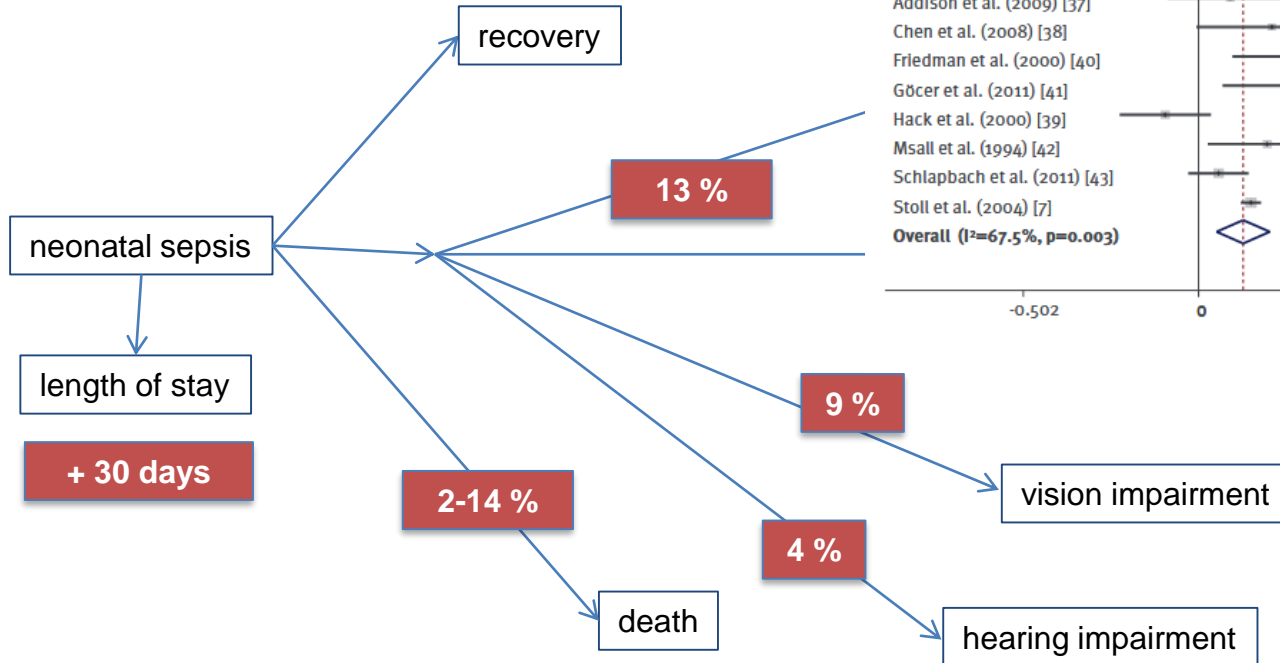 recovery
13 %
neonatal sepsis
length of stay
+ 30 days
2-14 %
death
9 %
4 %
vision impairment
hearing impairment
Addison et al. (2009) [37]
Chen et al. (2008) [38]
Friedman et al. (2000) [40]
Göcer et al. (2011) [41]
Hack et al. (2000) [39]
Msall et al. (1994) [42]
Schlapbach et al. (2011) [43]
Stoll et al. (2004) [7]
Overall (I²=67.5%, p=0.003)
-0.502
0